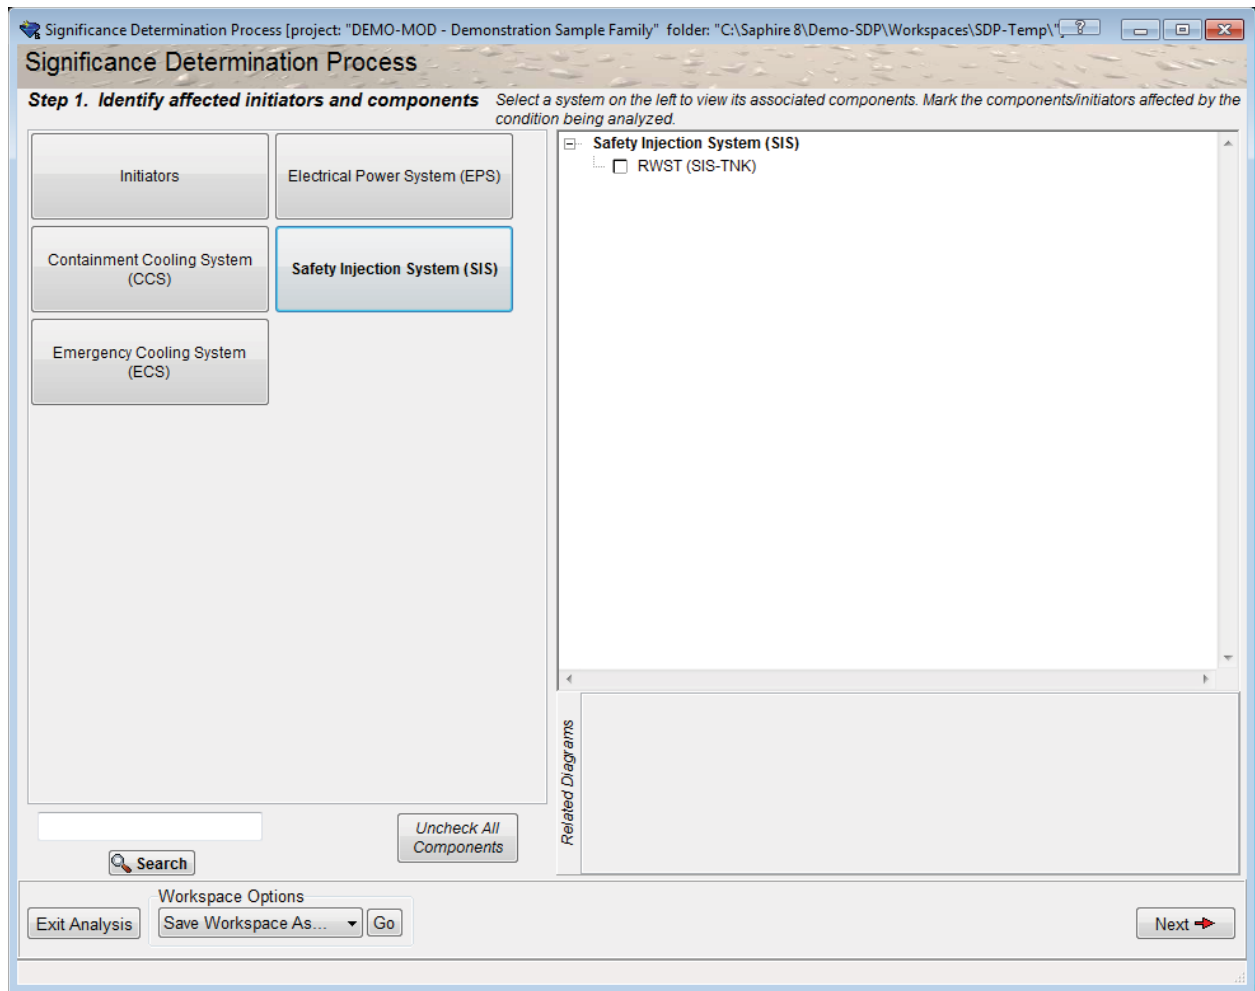 Significance Determination Process [project: "DEMO-MOD - Demonstration Sample Family"  folder: "C:\Saphire 8\Demo-SDP\Workspaces\SDP-Temp\"]
Significance Determination Process
Step 1. Identify affected initiators and components
Select a system on the left to view its associated components. Mark the components/initiators affected by the
condition being analyzed.
Initiators
Electrical Power System (EPS)
Containment Cooling System
(CCS)
Safety Injection System (SIS)
Emergency Cooling System
(ECS)
Safety Injection System (SIS)
RWST (SIS-TNK)
Related Diagrams
Uncheck All
Components
Search
Workspace Options
Exit Analysis
Save Workspace As...
Go
Next